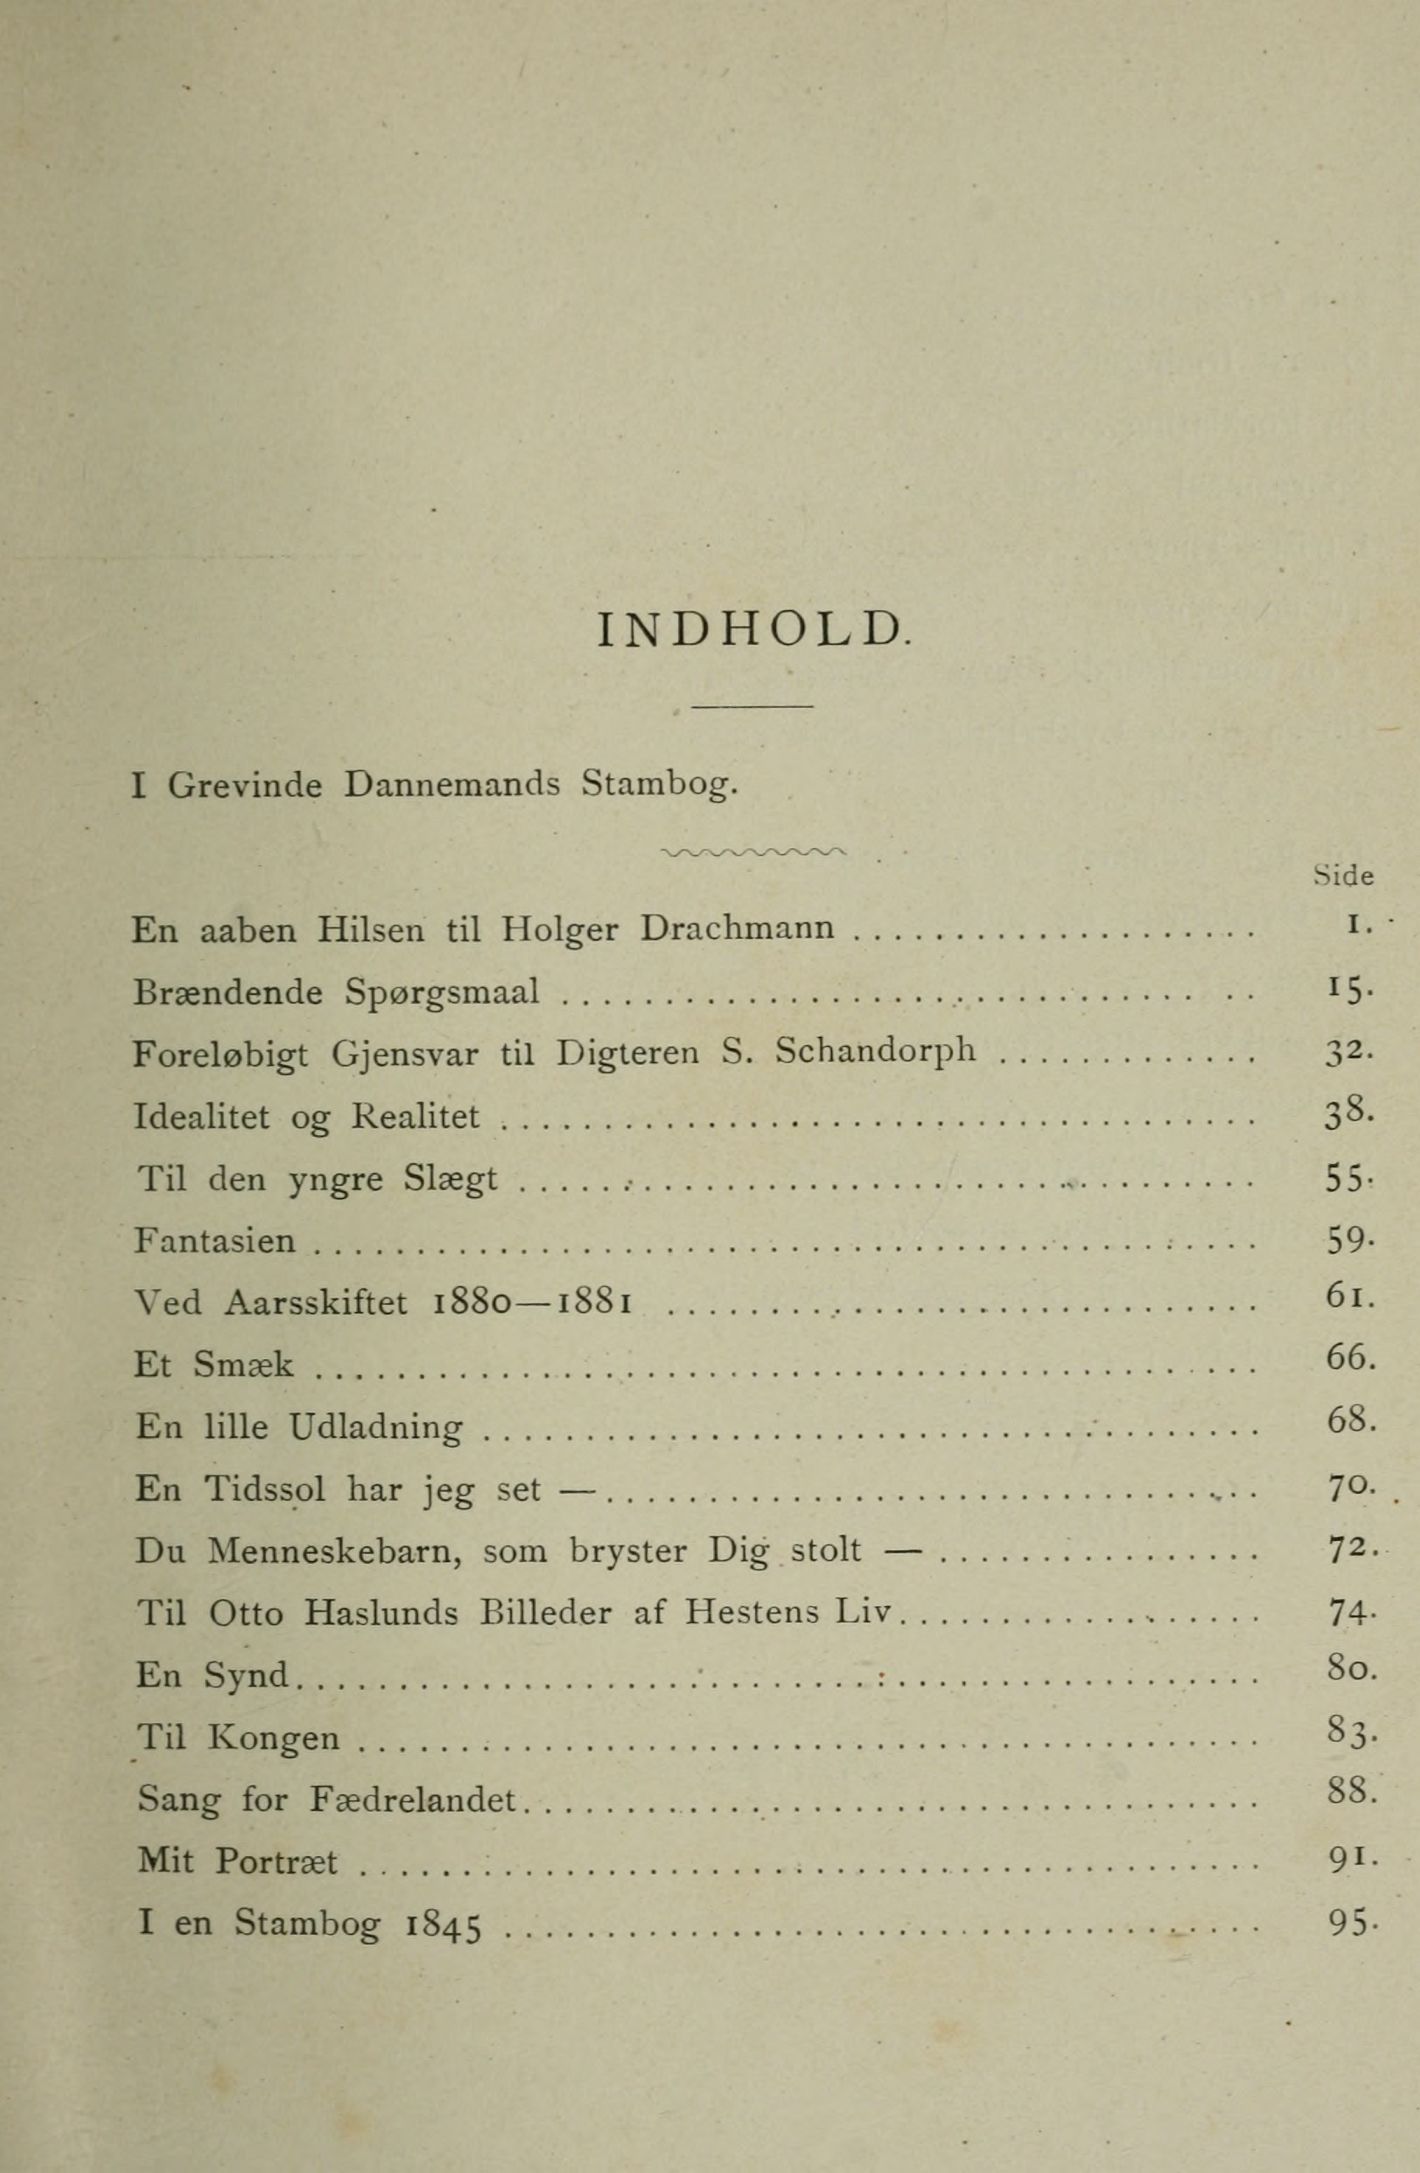 INDHOLD.
I Grevinde Dannemands Stambog.
Side
En aaben Hilsen til Holger Drachmann .................... 1.
Brændende Spørgsmaal ................................. 15.
Foreløbigt Gjensvar til Digteren S. Schandorph ............. 32.
Idealitet og Realitet ..................................... 38.
Til den yngre Slægt .................................... 55.
Fantasien .............................................. 59.
Ved Aarsskiftet 1880—1881 ............................. 61.
Et Smæk .............................................. 66.
En lille Udladning ...................................... 68.
En Tidssol har jeg set — ................................ 70.
Du Menneskebarn, som bryster Dig stolt — ................ 72.
Til Otto Haslunds Billeder af Hestens Liv.................. 74.
En Synd............................................... 80.
Til Kongen ............................................ 83.
Sang for Fædrelandet.................................... 88.
Mit Portræt ............................................ 91.
I en Stambog 1845 ..................................... 95.